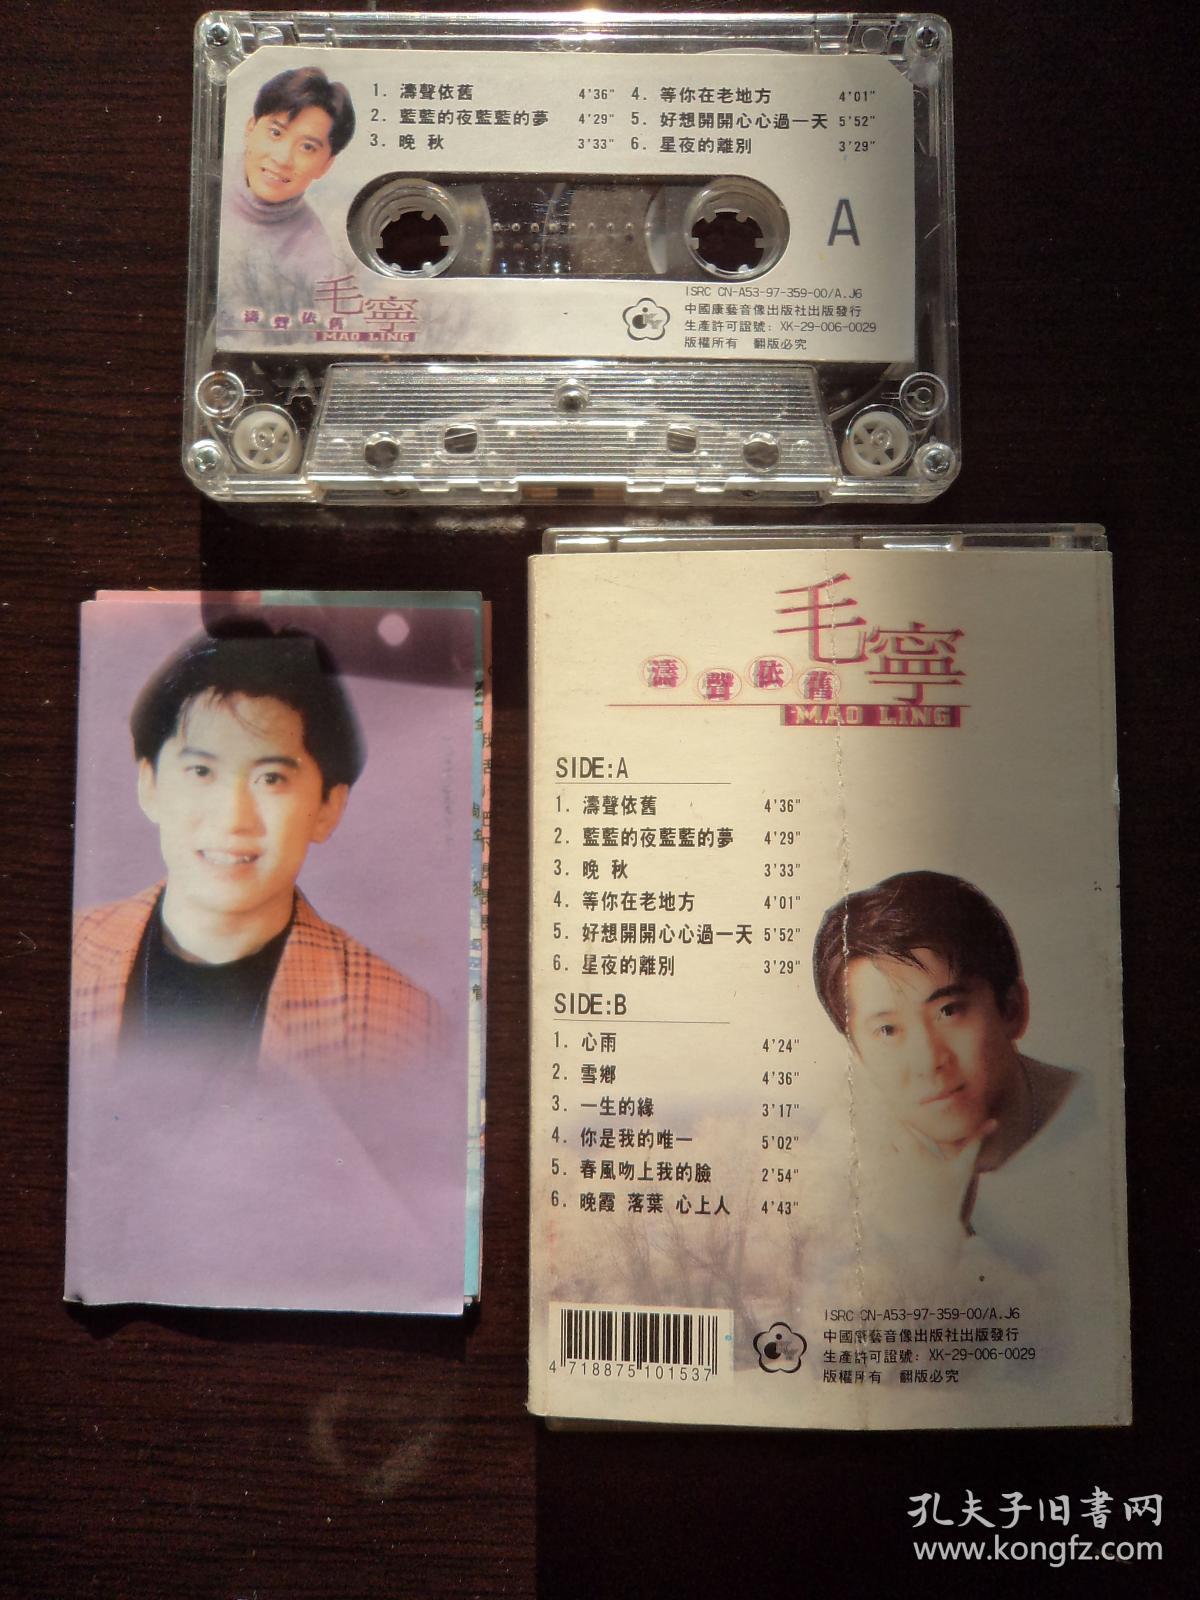 1. 濤聲依舊 4'36"
2. 藍藍的夜藍藍的夢 4'29"
3. 晚 秋 3'33"
4. 等你在老地方 4'01"
5. 好想開開心心過一天 5'52"
6. 星夜的離別 3'29"
A
毛寧
濤聲依舊
MAO LING
ISRC CN-A53-97-359-00/A.J6
中國康藝音像出版社出版發行
生產許可證號: XK-29-006-0029
版權所有 翻版必究
毛寧
濤聲依舊
MAO LING
SIDE:A
1. 濤聲依舊 4'36"
2. 藍藍的夜藍藍的夢 4'29"
3. 晚 秋 3'33"
4. 等你在老地方 4'01"
5. 好想開開心心過一天 5'52"
6. 星夜的離別 3'29"
SIDE:B
1. 心雨 4'24"
2. 雪鄉 4'36"
3. 一生的緣 3'17"
4. 你是我的唯一 5'02"
5. 春風吻上我的臉 2'54"
6. 晚霞 落葉 心上人 4'43"
4 718875 101537
ISRC CN-A53-97-359-00/A.J6
中國康藝音像出版社出版發行
生產許可證號: XK-29-006-0029
版權所有 翻版必究
孔夫子旧書网
www.kongfz.com